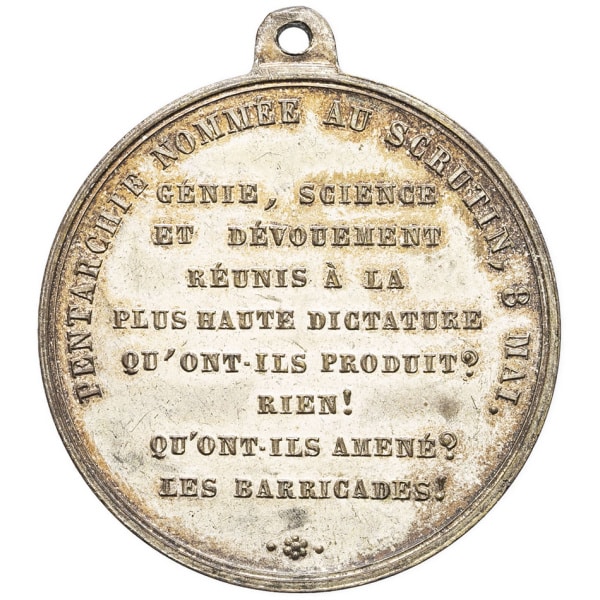 PENTARCHIE NOMMÉE AU SCRUTIN, 8 MAI.
GÉNIE, SCIENCE
ET DÉVOUEMENT
RÉUNIS À LA
PLUS HAUTE DICTATURE
QU'ONT-ILS PRODUIT?
RIEN!
QU'ONT-ILS AMENÉ?
LES BARRICADES!